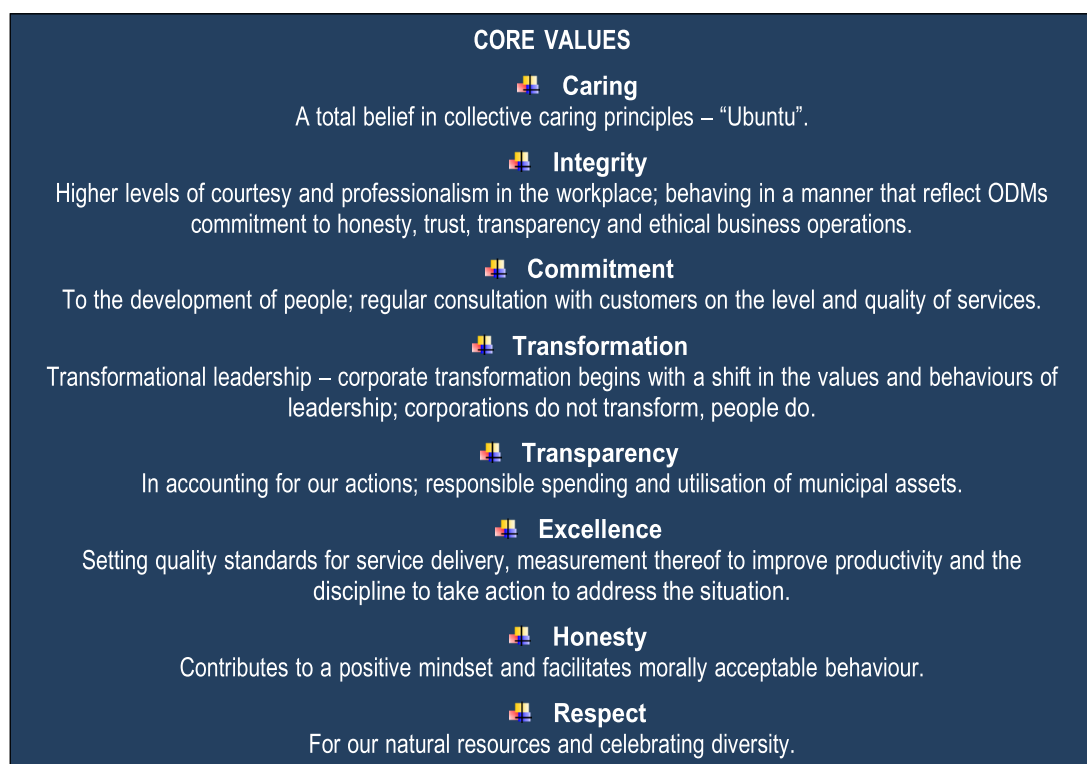 CORE VALUES
Caring
A total belief in collective caring principles – “Ubuntu”.
Integrity
Higher levels of courtesy and professionalism in the workplace; behaving in a manner that reflect ODMs
commitment to honesty, trust, transparency and ethical business operations.
Commitment
To the development of people; regular consultation with customers on the level and quality of services.
Transformation
Transformational leadership – corporate transformation begins with a shift in the values and behaviours of
leadership; corporations do not transform, people do.
Transparency
In accounting for our actions; responsible spending and utilisation of municipal assets.
Excellence
Setting quality standards for service delivery, measurement thereof to improve productivity and the
discipline to take action to address the situation.
Honesty
Contributes to a positive mindset and facilitates morally acceptable behaviour.
Respect
For our natural resources and celebrating diversity.